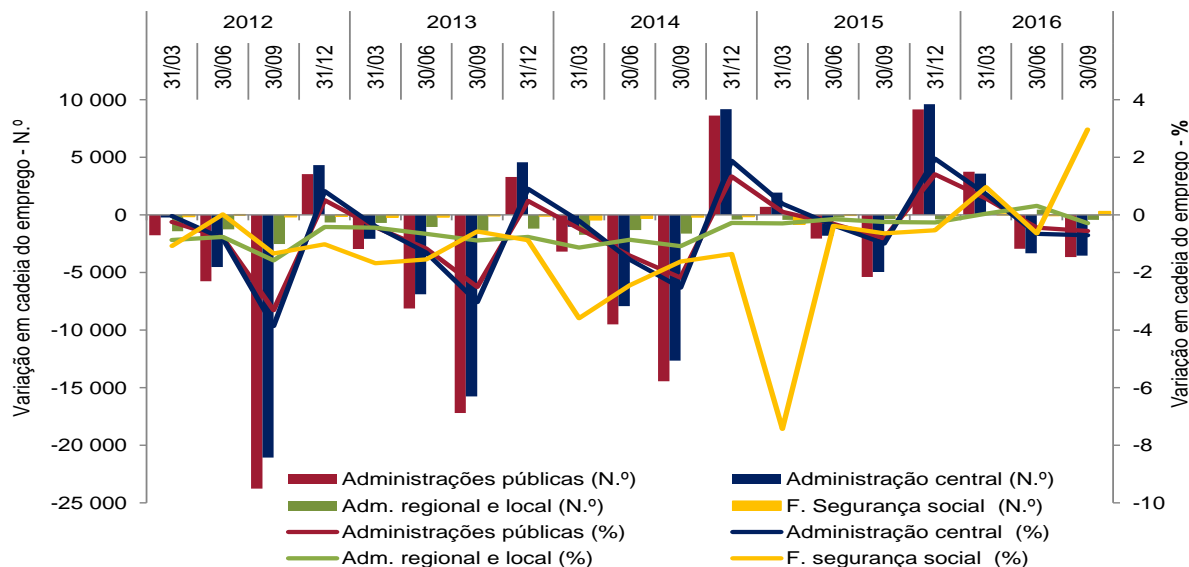 2012 2013 2014 2015 2016
31/03 30/06 30/09 31/12 31/03 30/06 30/09 31/12 31/03 30/06 30/09 31/12 31/03 30/06 30/09 31/12 31/03 30/06 30/09
Variação em cadeia do emprego - N.º
10 000
5 000
0
-5 000
-10 000
-15 000
-20 000
-25 000
4
2
0
-2
-4
-6
-8
-10
Variacão em cadeia do emprego - %
Administrações públicas (N.º) Administração central (N.º)
Adm. regional e local (N.º) F. Segurança social (N.º)
Administrações públicas (%) Administração central (%)
Adm. regional e local (%) F. segurança social (%)